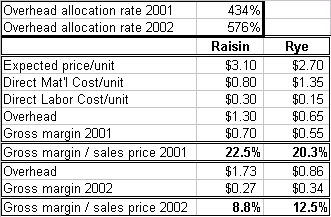 Overhead allocation rate 2001 434%
Overhead allocation rate 2002 576%
Raisin Rye
Expected price/unit $3.10 $2.70
Direct Mat'l Cost/unit $0.80 $1.35
Direct Labor Cost/unit $0.30 $0.15
Overhead $1.30 $0.65
Gross margin 2001 $0.70 $0.55
Gross margin / sales price 2001 22.5% 20.3%
Overhead $1.73 $0.86
Gross margin 2002 $0.27 $0.34
Gross margin / sales price 2002 8.8% 12.5%